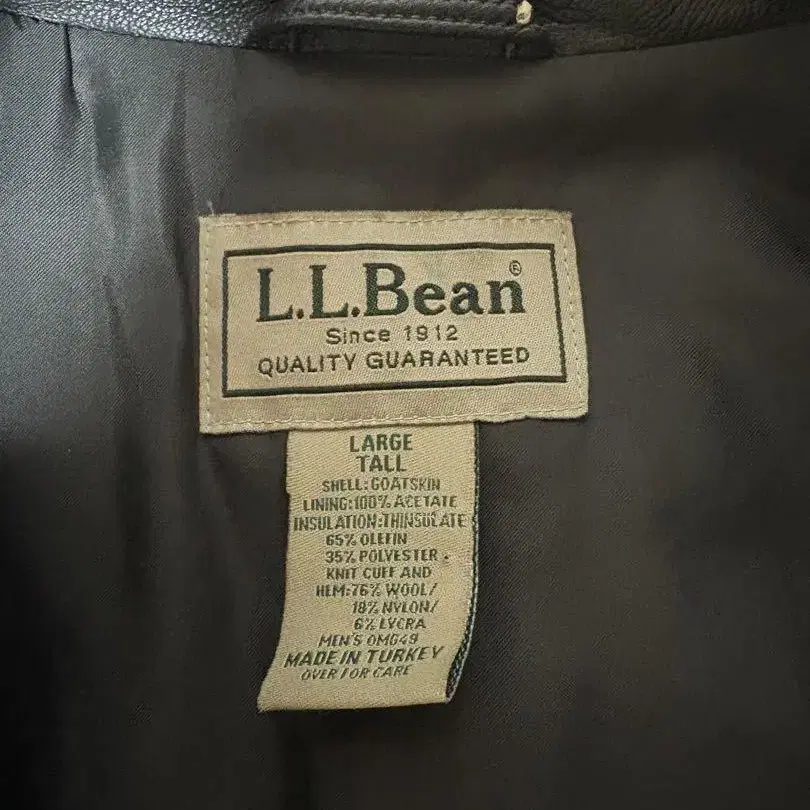 L.L.Bean®
Since 1912
QUALITY GUARANTEED
LARGE
TALL
SHELL:GOATSKIN
LINING:100% ACETATE
INSULATION:THINSULATE
65% OLEFIN
35% POLYESTER
KNIT CUFF AND
HEM:76% WOOL/
18% NYLON/
6% LYCRA
MEN'S OMG49
MADE IN TURKEY
OVER FOR CARE